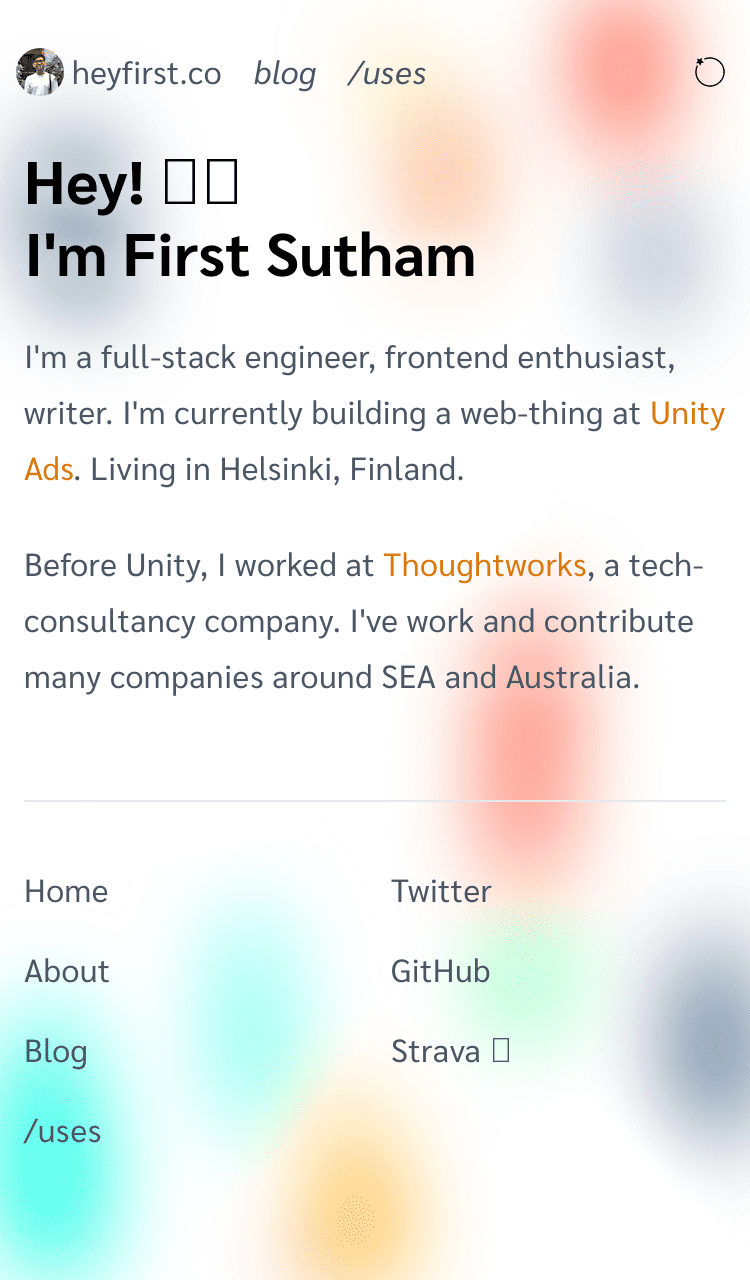 heyfirst.co blog /uses
Hey!
I'm First Sutham
I'm a full-stack engineer, frontend enthusiast,
writer. I'm currently building a web-thing at Unity
Ads. Living in Helsinki, Finland.
Before Unity, I worked at Thoughtworks, a tech-
consultancy company. I've work and contribute
many companies around SEA and Australia.
Home
Twitter
About
GitHub
Blog
Strava
/uses